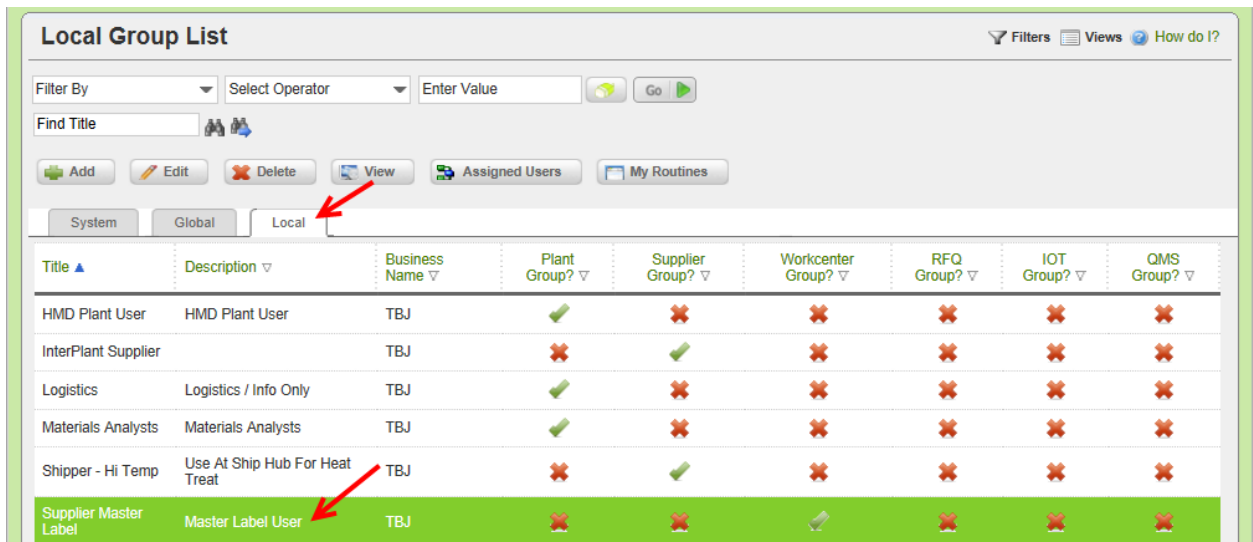 Local Group List
Filters Views How do I?
Filter By Select Operator Enter Value Go
Find Title
Add Edit Delete View Assigned Users My Routines
System Global Local
Title Description Business Name Plant Group? Supplier Group? Workcenter Group? RFQ Group? IOT Group? QMS Group?
HMD Plant User HMD Plant User TBJ
InterPlant Supplier TBJ
Logistics Logistics / Info Only TBJ
Materials Analysts Materials Analysts TBJ
Shipper - Hi Temp Use At Ship Hub For Heat Treat TBJ
Supplier Master Label Master Label User TBJ